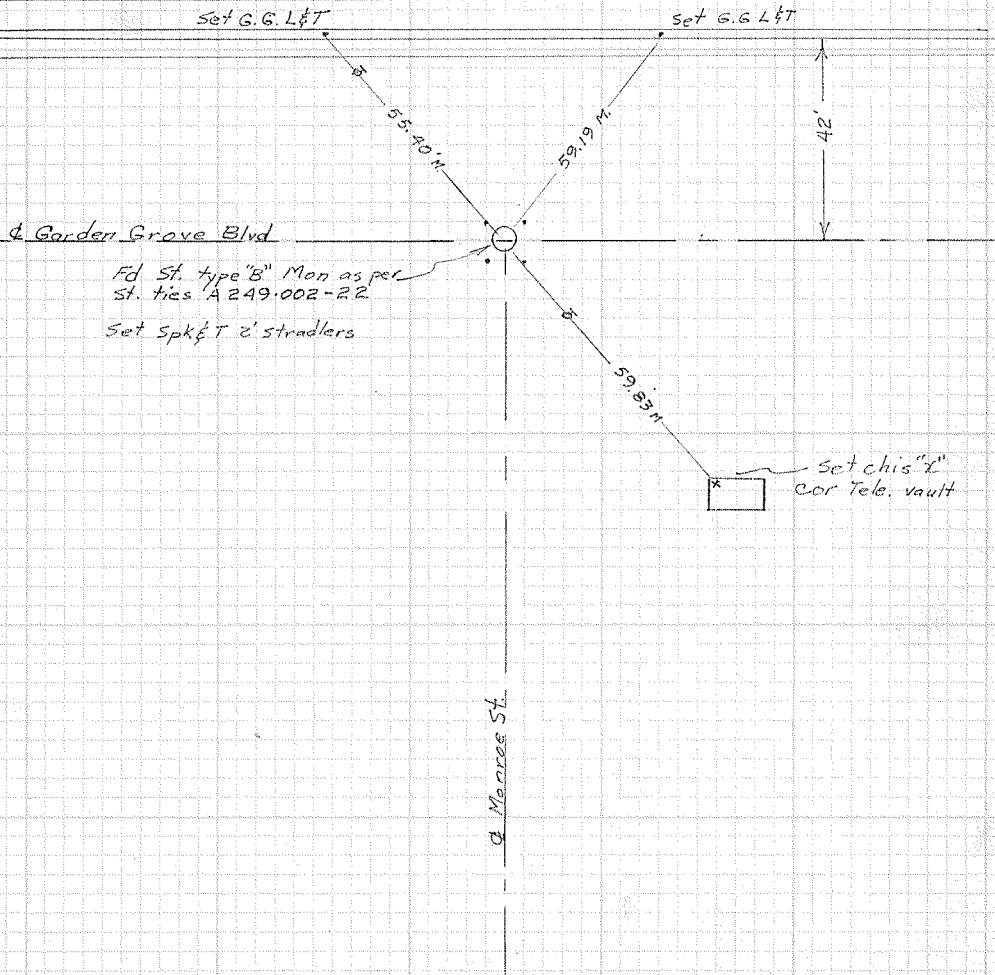 Set G.G. L&T
Set G.G L&T
55.40' M.
59.19 M.
42'
℄ Garden Grove Blvd
Fd St. type "B" Mon as per
St. ties A 249.002-22
Set Spk & T 2' stradlers
59.83' M
Set chis "X"
Cor Tele. vault
℄ Monroe St.